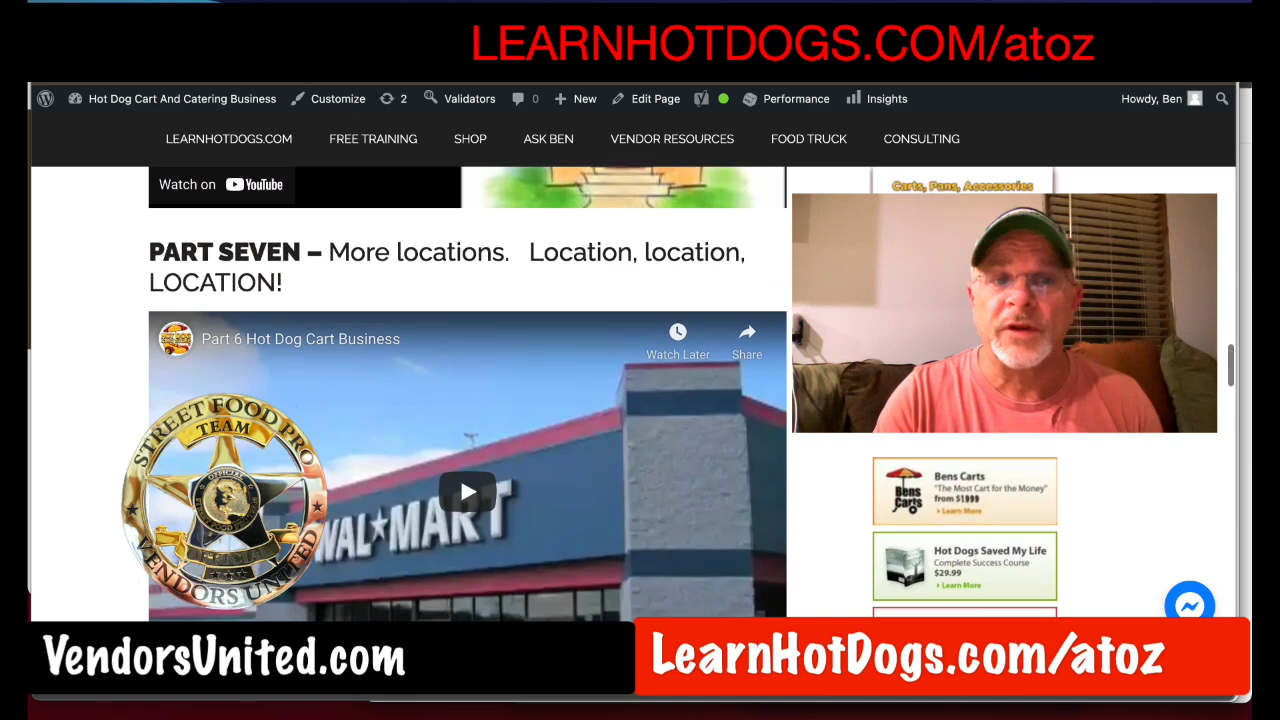 LEARNHOTDOGS.COM/atoz
Hot Dog Cart And Catering Business Customize 2 Validators 0 New Edit Page Performance Insights Howdy, Ben
LEARNHOTDOGS.COM FREE TRAINING SHOP ASK BEN VENDOR RESOURCES FOOD TRUCK CONSULTING
Watch on YouTube
Carts, Pans, Accessories
PART SEVEN – More locations. Location, location,
LOCATION!
Part 6 Hot Dog Cart Business
Watch Later Share
WAL★MART
STREET FOOD PRO
TEAM
VENDORS UNITED
Bens Carts
"The Most Cart for the Money"
from $1999
Learn More
Bens
Carts
Hot Dogs Saved My Life
Complete Success Course
$29.99
Learn More
VendorsUnited.com
LearnHotDogs.com/atoz